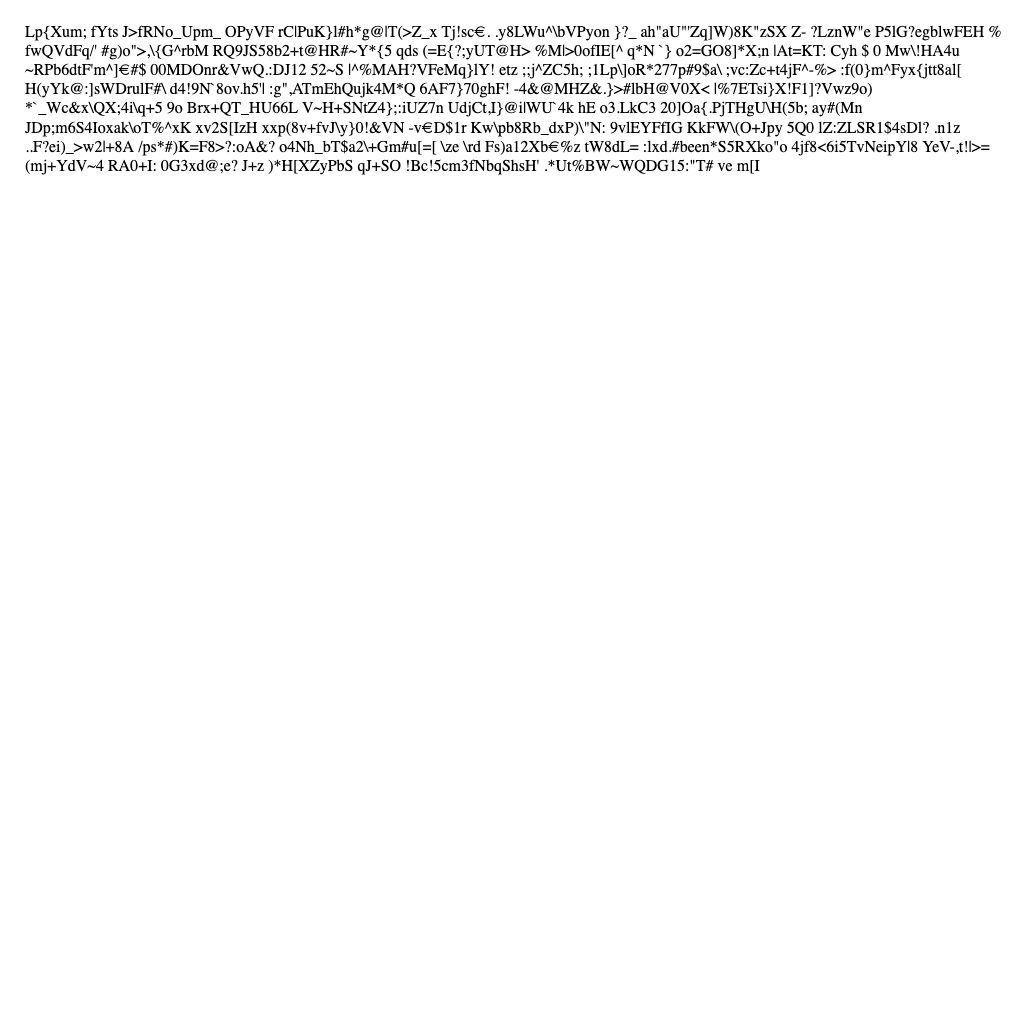 Lp{Xum; fYts J>fRNo_Upm_ OPyVF rC|PuK}l#h*g@|T(>Z_x Tj!sc€. .y8LWu^\bVPyon }?_ ah"aU"'Zq]W)8K"zSX Z- ?LznW"e P5lG?egblwFEH %
fwQVdFq/' #g)o">,\{G^rbM RQ9JS58b2+t@HR#~Y*{5 qds (=E{?;yUT@H> %M|>0ofIE[^ q*N `} o2=GO8]*X;n |At=KT: Cyh $ 0 Mw\!HA4u
~RPb6dtF'm^]€#$ 00MDOnr&VwQ.:DJ12 52~S |^%MAH?VFeMq}lY! etz ;;j^ZC5h; ;1Lp\]oR*277p#9$a\ ;vc:Zc+t4jF^-%> :f(0}m^Fyx{jtt8al[
H(yYk@:]sWDrulF#\ d4!9N`8ov.h5'| :g",ATmEhQujk4M*Q 6AF7}70ghF! -4&@MHZ&.}>#lbH@V0X< |%7ETsi}X!F1]?Vwz9o)
*`_Wc&x\QX;4i\q+5 9o Brx+QT_HU66L V~H+SNtZ4};:iUZ7n UdjCt,I}@i|WU`4k hE o3.LkC3 20]Oa{.PjTHgU\H(5b; ay#(Mn
JDp;m6S4Ioxak\oT%^xK xv2S[IzH xxp(8v+fvJ\y}0!&VN -v€D$1r Kw\pb8Rb_dxP)\"N: 9vlEYFfIG KkFW\(O+Jpy 5Q0 lZ:ZLSR1$4sDl? .n1z
..F?ei)_>w2|+8A /ps*#)K=F8>?:oA&? o4Nh_bT$a2\+Gm#u[=[ \ze \rd Fs)a12Xb€%z tW8dL= :lxd.#been*S5RXko"o 4jf8<6i5TvNeipY|8 YeV-,t!|>=
(mj+YdV~4 RA0+I: 0G3xd@;e? J+z )*H[XZyPbS qJ+SO !Bc!5cm3fNbqShsH' .*Ut%BW~WQDG15:"T# ve m[I